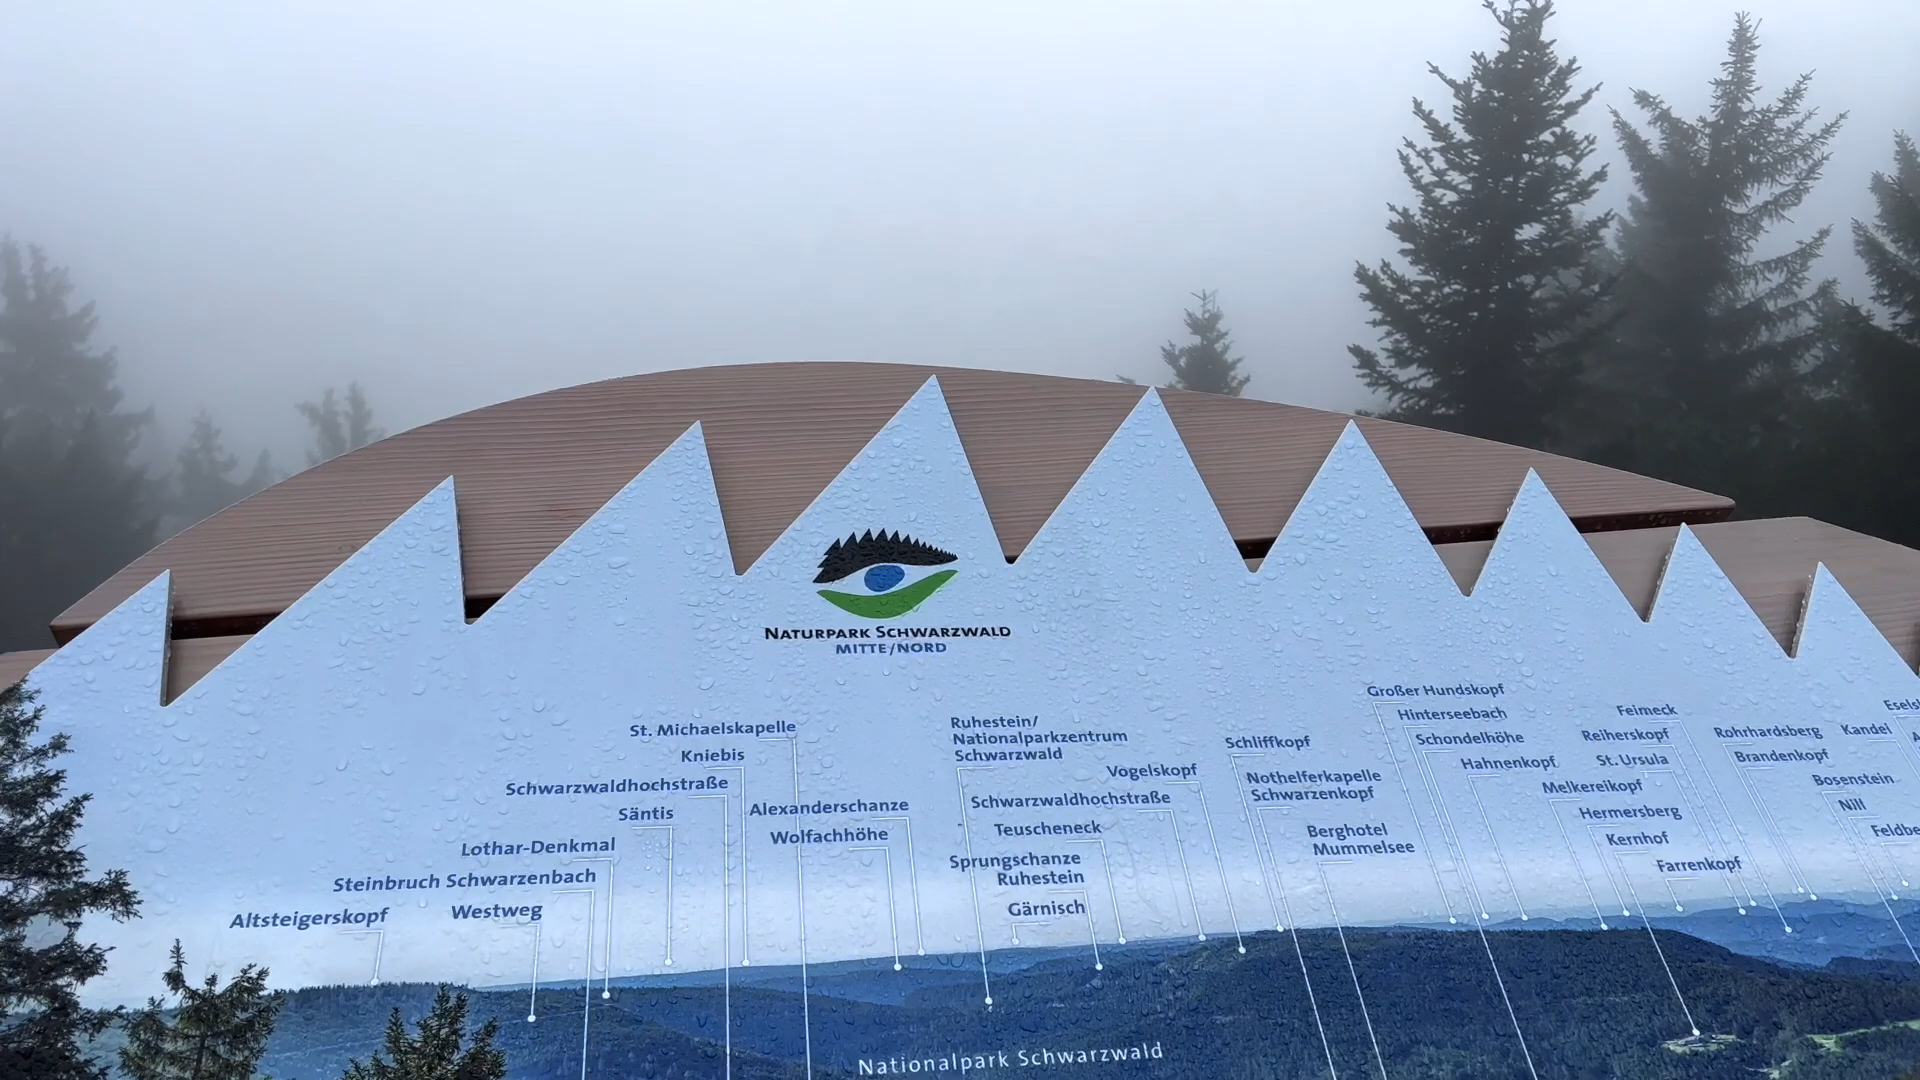 NATURPARK SCHWARZWALD
MITTE/NORD
St. Michaelskapelle
Kniebis
Schwarzwaldhochstraße
Säntis
Lothar-Denkmal
Steinbruch Schwarzenbach
Altsteigerskopf
Westweg
Alexanderschanze
Wolfachhöhe
Ruhestein/
Nationalparkzentrum
Schwarzwald
Vogelskopf
Schwarzwaldhochstraße
Teuscheneck
Sprungschanze
Ruhestein
Gärnisch
Schliffkopf
Nothelferkapelle
Schwarzenkopf
Berghotel
Mummelsee
Großer Hundskopf
Hinterseebach
Schondelhöhe
Hahnenkopf
Feimeck
Reiherskopf
St. Ursula
Melkereikopf
Hermersberg
Kernhof
Farrenkopf
Rohrhardsberg
Brandenkopf
Kandel
Bosenstein
Nill
Nationalpark Schwarzwald